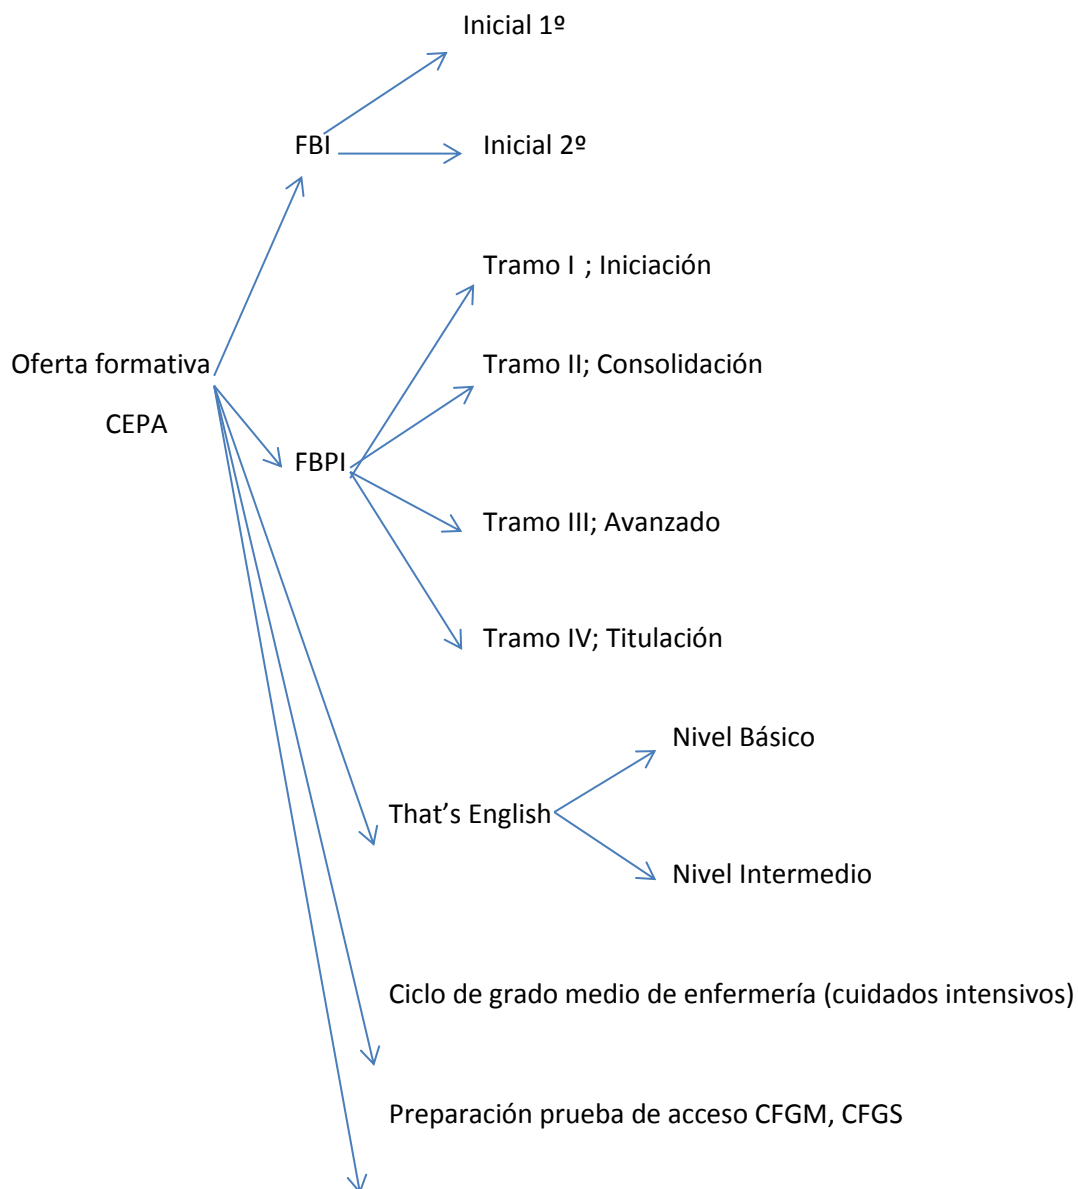 Inicial 1º
FBI
Inicial 2º
Tramo I ; Iniciación
Oferta formativa
CEPA
Tramo II; Consolidación
FBPI
Tramo III; Avanzado
Tramo IV; Titulación
Nivel Básico
That’s English
Nivel Intermedio
Ciclo de grado medio de enfermería (cuidados intensivos)
Preparación prueba de acceso CFGM, CFGS